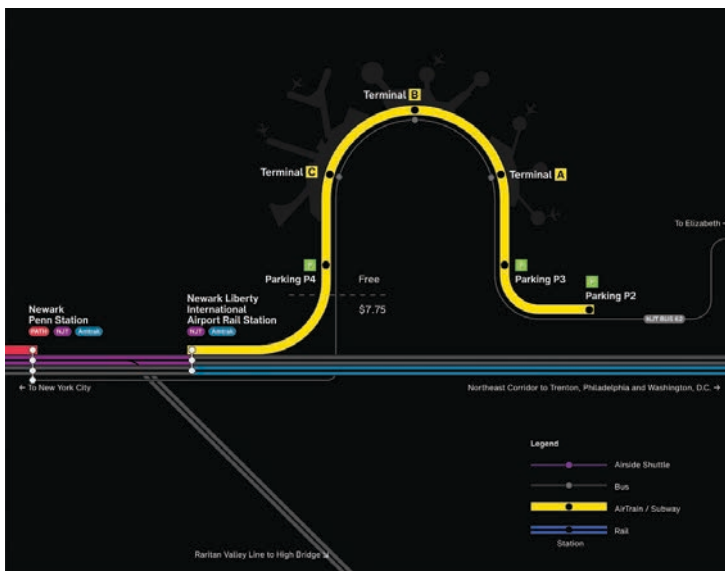 Terminal B
Terminal C
Terminal A
To Elizabeth
P
Parking P4
P
Parking P3
P
Parking P2
Free
$7.75
NJT BUS 62
Newark
Penn Station
PATH NJT Amtrak
Newark Liberty
International
Airport Rail Station
NJT Amtrak
← To New York City
Northeast Corridor to Trenton, Philadelphia and Washington, D.C. →
Raritan Valley Line to High Bridge ↘
Legend
Airside Shuttle
Bus
AirTrain / Subway
Rail
Station